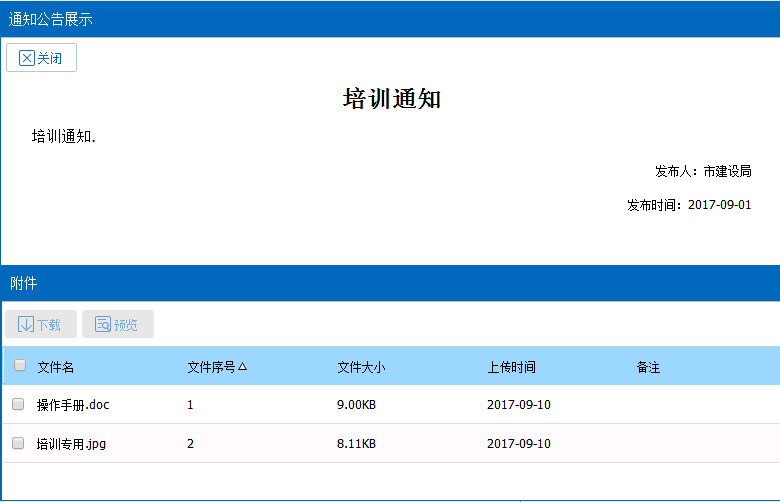 通知公告展示
关闭
培训通知
培训通知.
发布人：市建设局
发布时间：2017-09-01
附件
下载 预览
文件名 文件序号△ 文件大小 上传时间 备注
操作手册.doc 1 9.00KB 2017-09-10
培训专用.jpg 2 8.11KB 2017-09-10